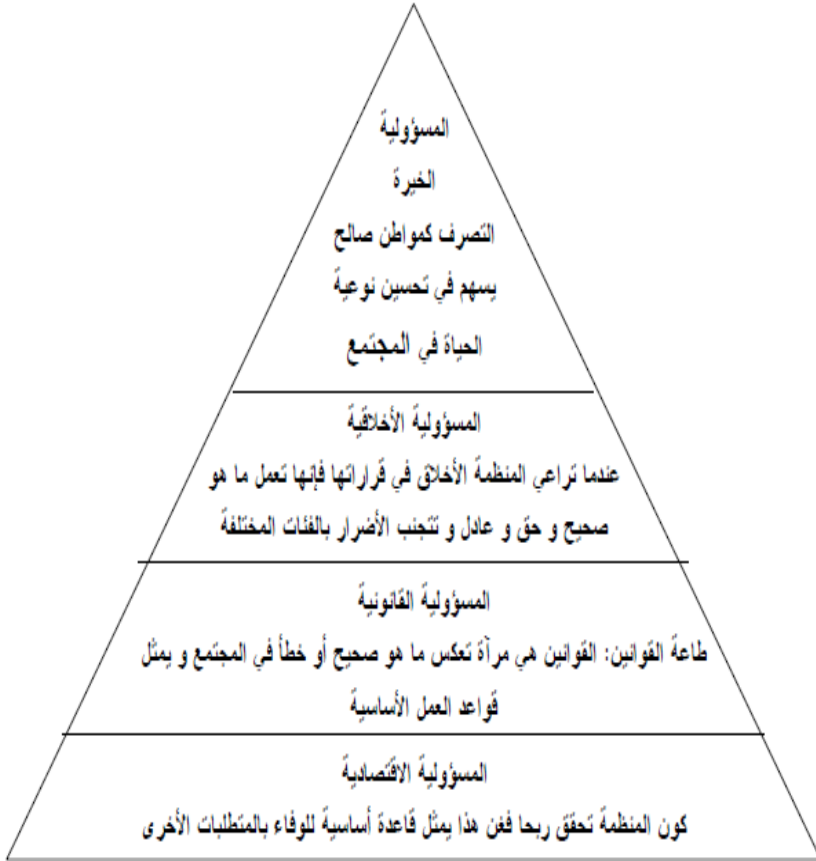 المسؤولية
الخيرة
التصرف كمواطن صالح
يسهم في تحسين نوعية
الحياة في المجتمع
المسؤولية الأخلاقية
عندما تراعي المنظمة الأخلاق في قراراتها فإنها تعمل ما هو
صحيح و حق و عادل و تتجنب الأضرار بالفئات المختلفة
المسؤولية القانونية
طاعة القوانين: القوانين هي مرآة تعكس ما هو صحيح أو خطأ في المجتمع و يمثل
قواعد العمل الأساسية
المسؤولية الاقتصادية
كون المنظمة تحقق ربحا فغن هذا يمثل قاعدة أساسية للوفاء بالمتطلبات الأخرى